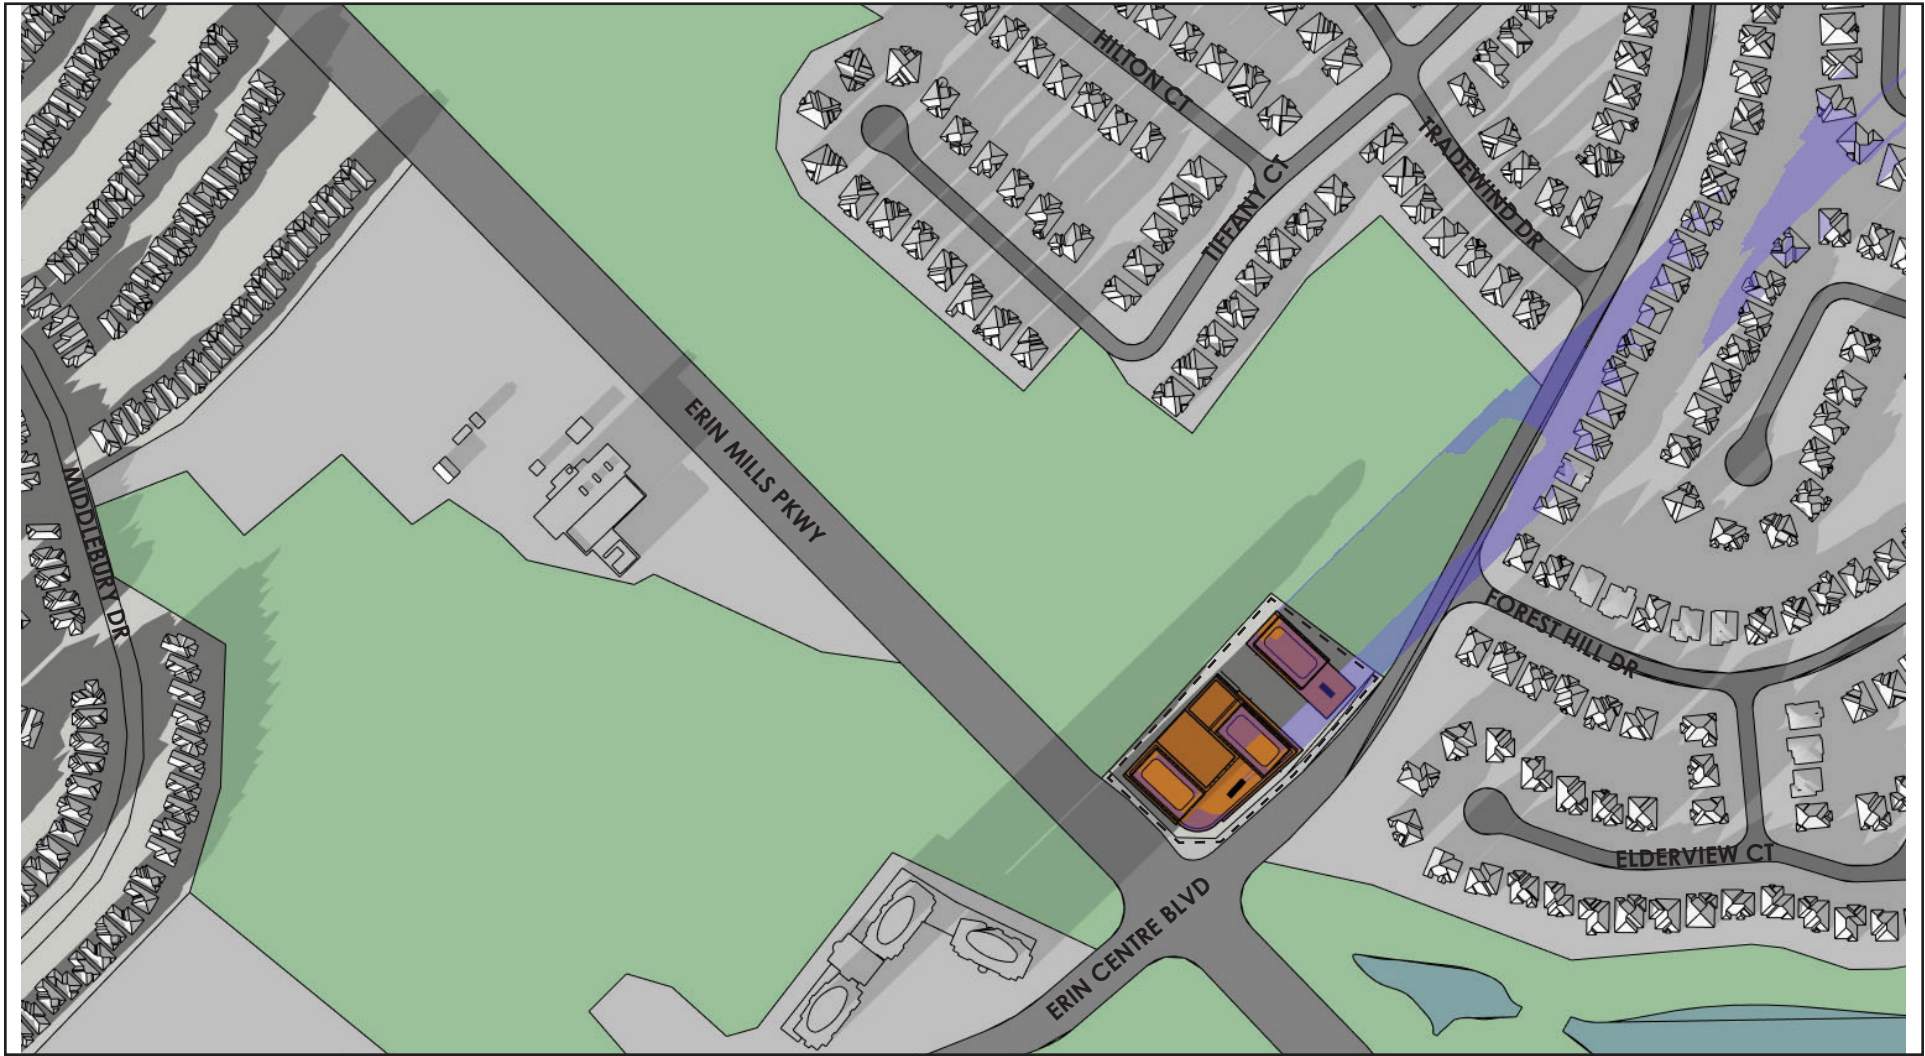 HILTON CT
TRADEWIND DR
TIFFANY CT
ERIN MILLS PKWY
MIDDLEBURY DR
FOREST HILL DR
ELDERVIEW CT
ERIN CENTRE BLVD